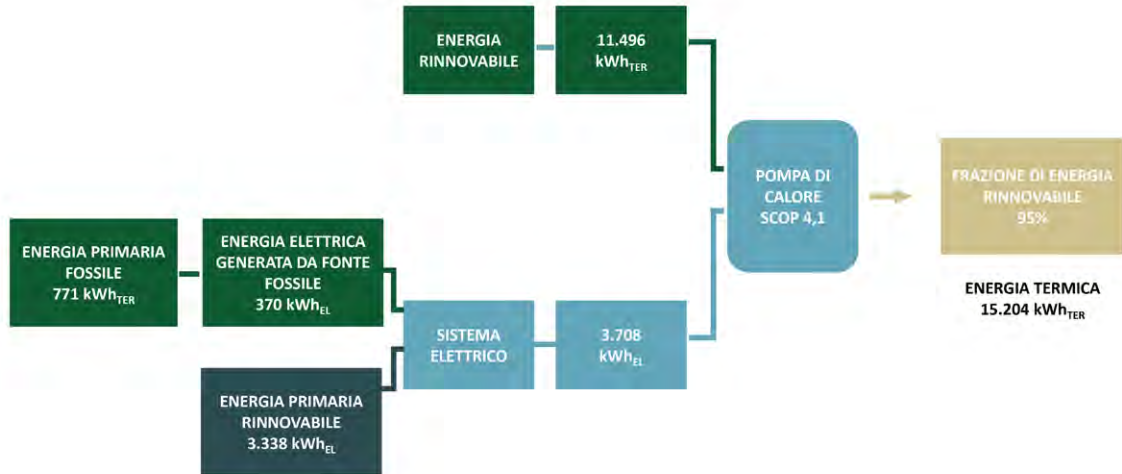 ENERGIA
RINNOVABILE
11.496
kWhTER
POMPA DI
CALORE
SCOP 4,1
FRAZIONE DI ENERGIA
RINNOVABILE
95%
ENERGIA PRIMARIA
FOSSILE
771 kWhTER
ENERGIA ELETTRICA
GENERATA DA FONTE
FOSSILE
370 kWhEL
ENERGIA TERMICA
15.204 kWhTER
SISTEMA
ELETTRICO
3.708
kWhEL
ENERGIA PRIMARIA
RINNOVABILE
3.338 kWhEL